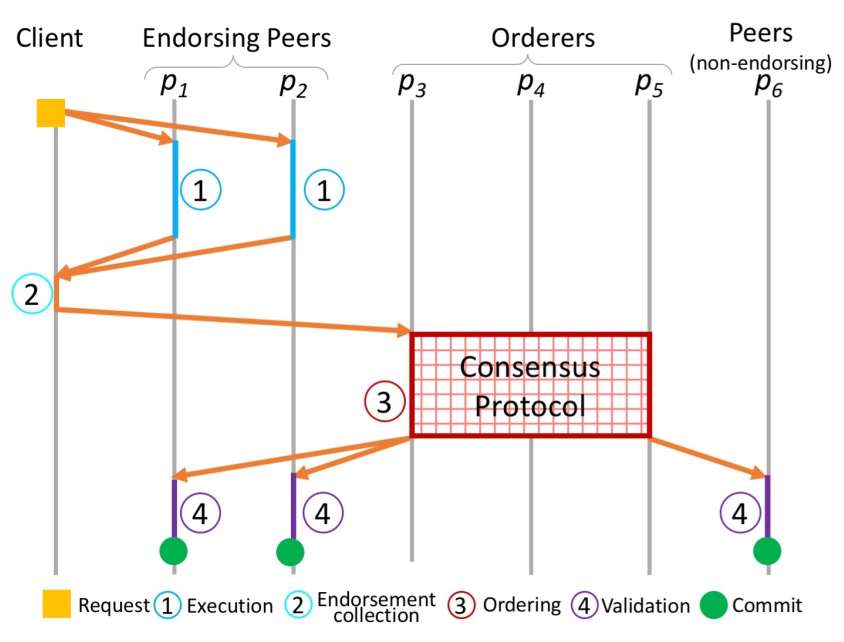 Client
Endorsing Peers
Orderers
Peers
(non-endorsing)
p1
p2
p3
p4
p5
p6
1
1
2
Consensus
Protocol
3
4
4
4
Request
1 Execution
2 Endorsement
collection
3 Ordering
4 Validation
Commit